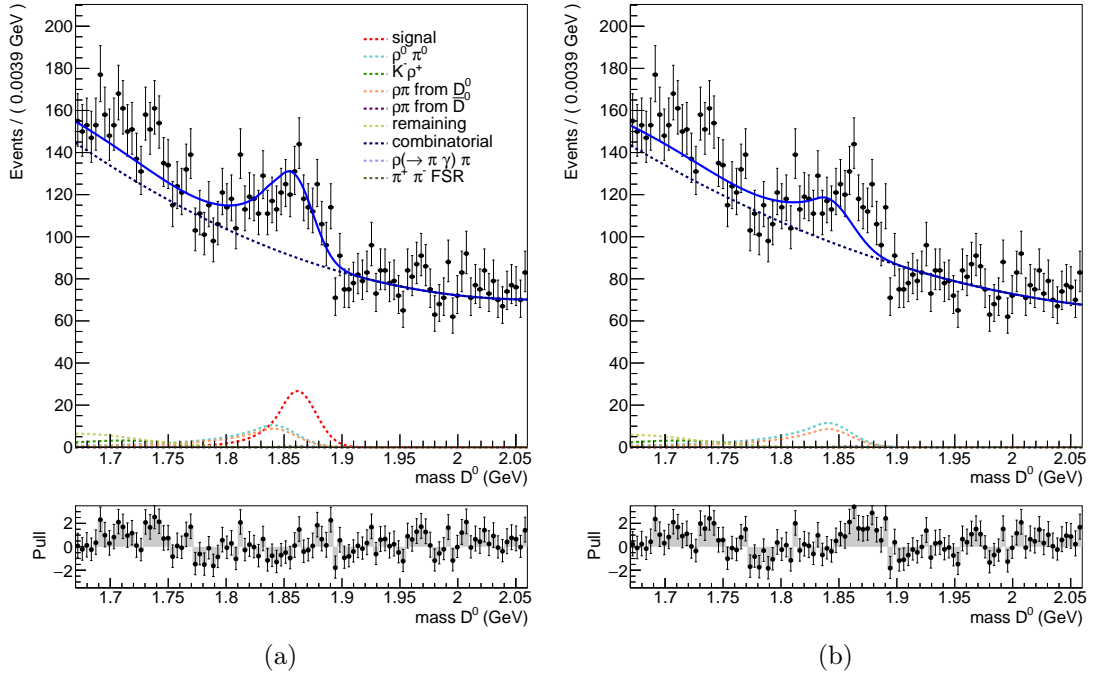 Events / ( 0.0039 GeV )
200
180
160
140
120
100
80
60
40
20
0
signal
ρ⁰ π⁰
K⁻ρ⁺
ρπ from D⁰
ρπ from D̅⁰
remaining
combinatorial
ρ(→ π γ) π
π⁺ π⁻ FSR
1.7 1.75 1.8 1.85 1.9 1.95 2 2.05
mass D⁰ (GeV)
Pull
2
0
−2
1.7 1.75 1.8 1.85 1.9 1.95 2 2.05
mass D⁰ (GeV)
(a)
Events / ( 0.0039 GeV )
200
180
160
140
120
100
80
60
40
20
0
1.7 1.75 1.8 1.85 1.9 1.95 2 2.05
mass D⁰ (GeV)
Pull
2
0
−2
1.7 1.75 1.8 1.85 1.9 1.95 2 2.05
mass D⁰ (GeV)
(b)